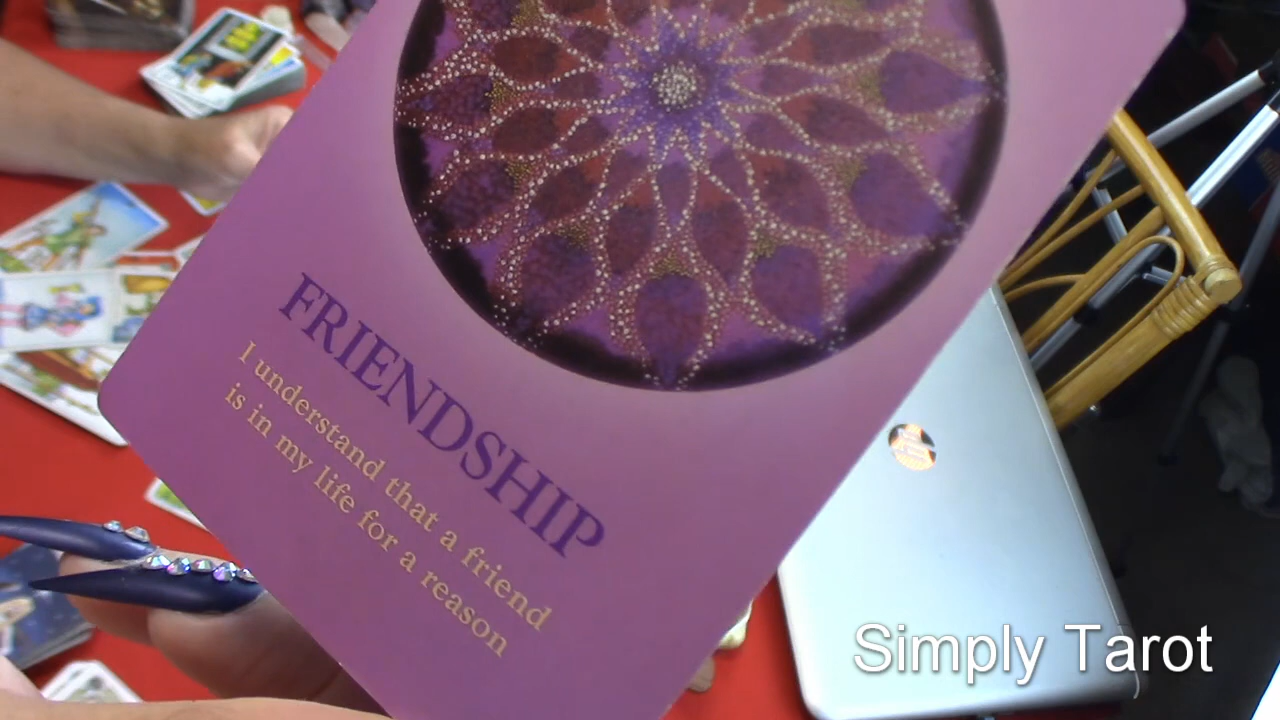 FRIENDSHIP
I understand that a friend
is in my life for a reason
Simply Tarot